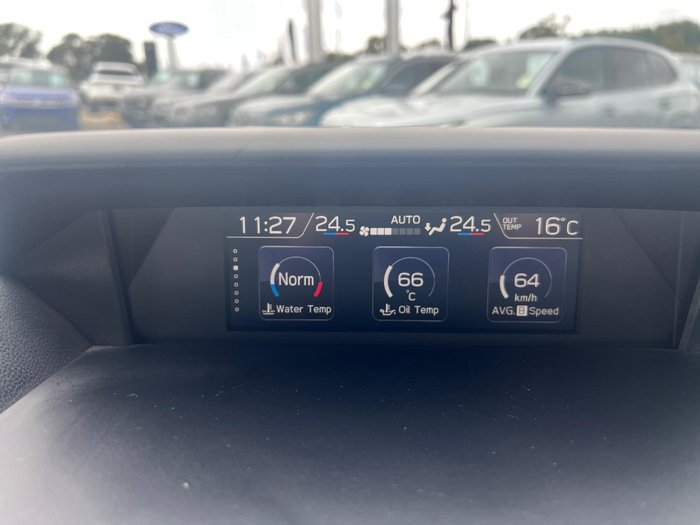 11:27 24.5 AUTO 24.5 OUT TEMP 16°C
Norm
Water Temp
66
°C
Oil Temp
64
km/h
AVG. B Speed